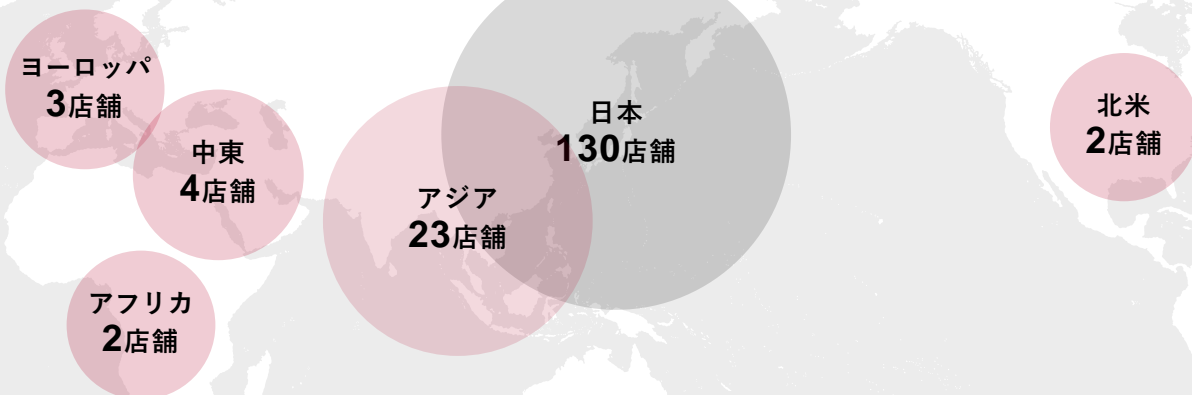 ヨーロッパ
3店舗
中東
4店舗
アフリカ
2店舗
アジア
23店舗
日本
130店舗
北米
2店舗